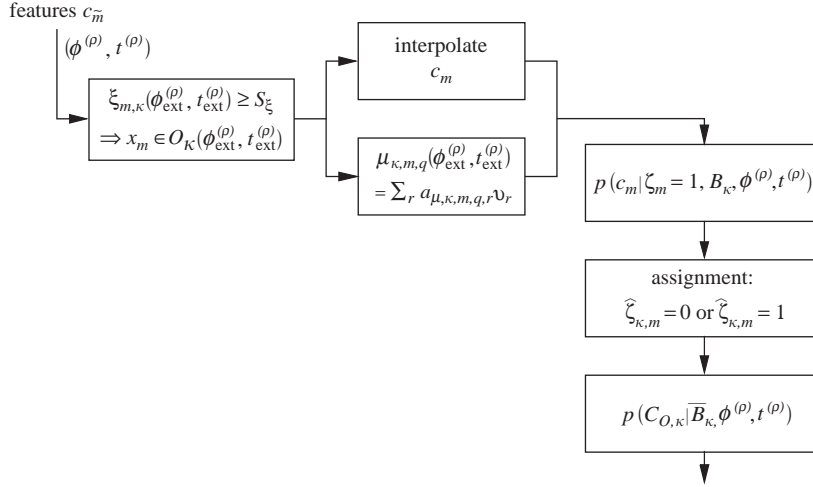 features c_m̃
(ϕ^(ρ), t^(ρ))
ξ_m,κ(ϕ_ext^(ρ), t_ext^(ρ)) ≥ S_ξ
⇒ x_m ∈ O_κ(ϕ_ext^(ρ), t_ext^(ρ))
interpolate
c_m
μ_κ,m,q(ϕ_ext^(ρ), t_ext^(ρ))
= ∑_r a_μ,κ,m,q,r υ_r
p(c_m | ζ_m = 1, B_κ, ϕ^(ρ), t^(ρ))
assignment:
ζ̂_κ,m = 0 or ζ̂_κ,m = 1
p(C_O,κ | B̅_κ, ϕ^(ρ), t^(ρ))